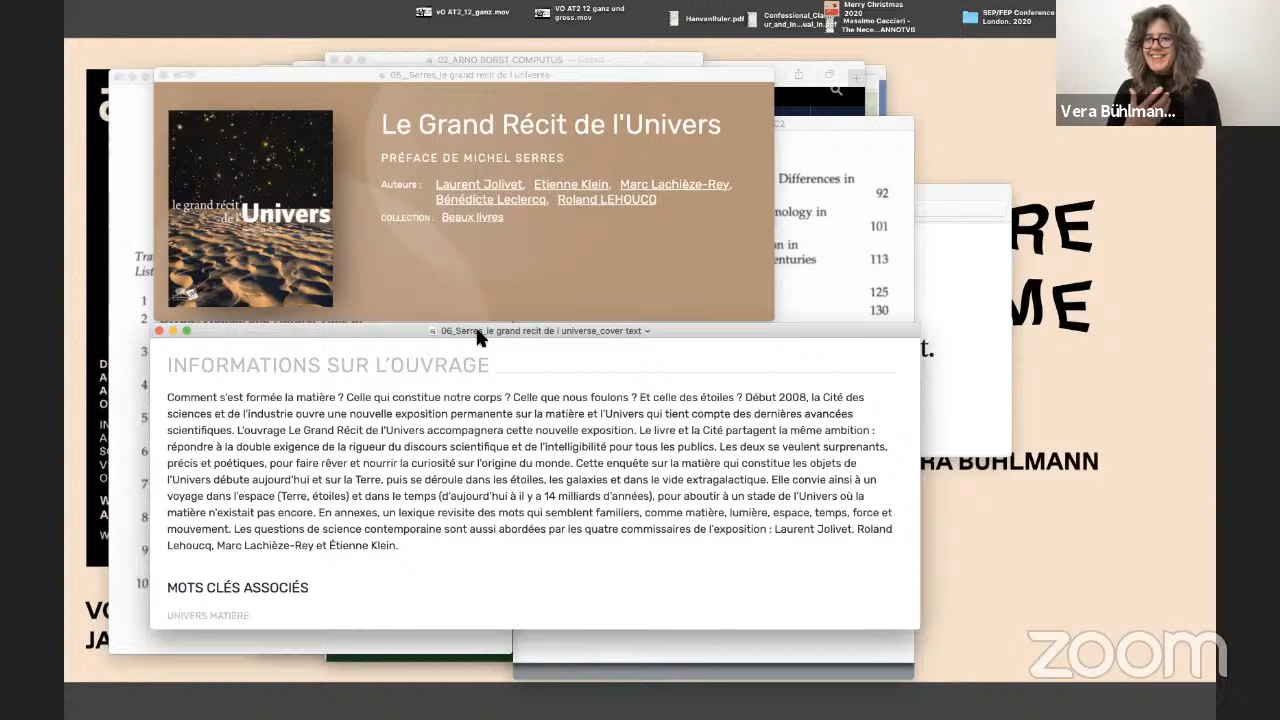 vO AT2_12_ganz.mov
VO AT2 12 ganz und
gross.mov
HanvanRuler.pdf
Confessional_Cla
ur_and_In...ual_In.pdf
Merry Christmas
2020
Massimo Cacciari -
The Nece...ANNOTVB
SEP/FEP Conference
London. 2020
Vera Bühlman...
02_ARNO BORST COMPUTUS — Edited
05__Serres_le grand recit de l universe
Le Grand Récit de l'Univers
PRÉFACE DE MICHEL SERRES
Auteurs : Laurent Jolivet, Etienne Klein, Marc Lachièze-Rey,
Bénédicte Leclercq, Roland LEHOUCQ
COLLECTION : Beaux livres
le grand récit
de l'Univers
Differences in
92
nology in
101
on in
enturies
113
125
130
Tra
List
1
2
3
4
5
6
7
8
9
10
RE
ME
t.
RA BÜHLMANN
06_Serres_le grand recit de l universe_cover text
INFORMATIONS SUR L'OUVRAGE
Comment s'est formée la matière ? Celle qui constitue notre corps ? Celle que nous foulons ? Et celle des étoiles ? Début 2008, la Cité des
sciences et de l'industrie ouvre une nouvelle exposition permanente sur la matière et l'Univers qui tient compte des dernières avancées
scientifiques. L'ouvrage Le Grand Récit de l'Univers accompagnera cette nouvelle exposition. Le livre et la Cité partagent la même ambition :
répondre à la double exigence de la rigueur du discours scientifique et de l'intelligibilité pour tous les publics. Les deux se veulent surprenants,
précis et poétiques, pour faire rêver et nourrir la curiosité sur l'origine du monde. Cette enquête sur la matière qui constitue les objets de
l'Univers débute aujourd'hui et sur la Terre, puis se déroule dans les étoiles, les galaxies et dans le vide extragalactique. Elle convie ainsi à un
voyage dans l'espace (Terre, étoiles) et dans le temps (d'aujourd'hui à il y a 14 milliards d'années), pour aboutir à un stade de l'Univers où la
matière n'existait pas encore. En annexes, un lexique revisite des mots qui semblent familiers, comme matière, lumière, espace, temps, force et
mouvement. Les questions de science contemporaine sont aussi abordées par les quatre commissaires de l'exposition : Laurent Jolivet, Roland
Lehoucq, Marc Lachièze-Rey et Étienne Klein.
MOTS CLÉS ASSOCIÉS
UNIVERS MATIÈRE
VO
JA
zoom